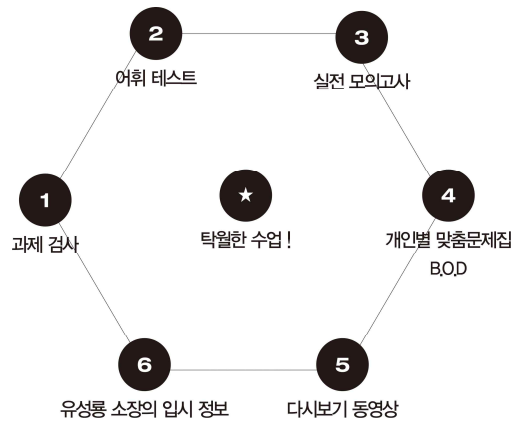 2
어휘 테스트
3
실전 모의고사
1
과제 검사
★
탁월한 수업 !
4
개인별 맞춤문제집
B.O.D
6
유성룡 소장의 입시 정보
5
다시보기 동영상